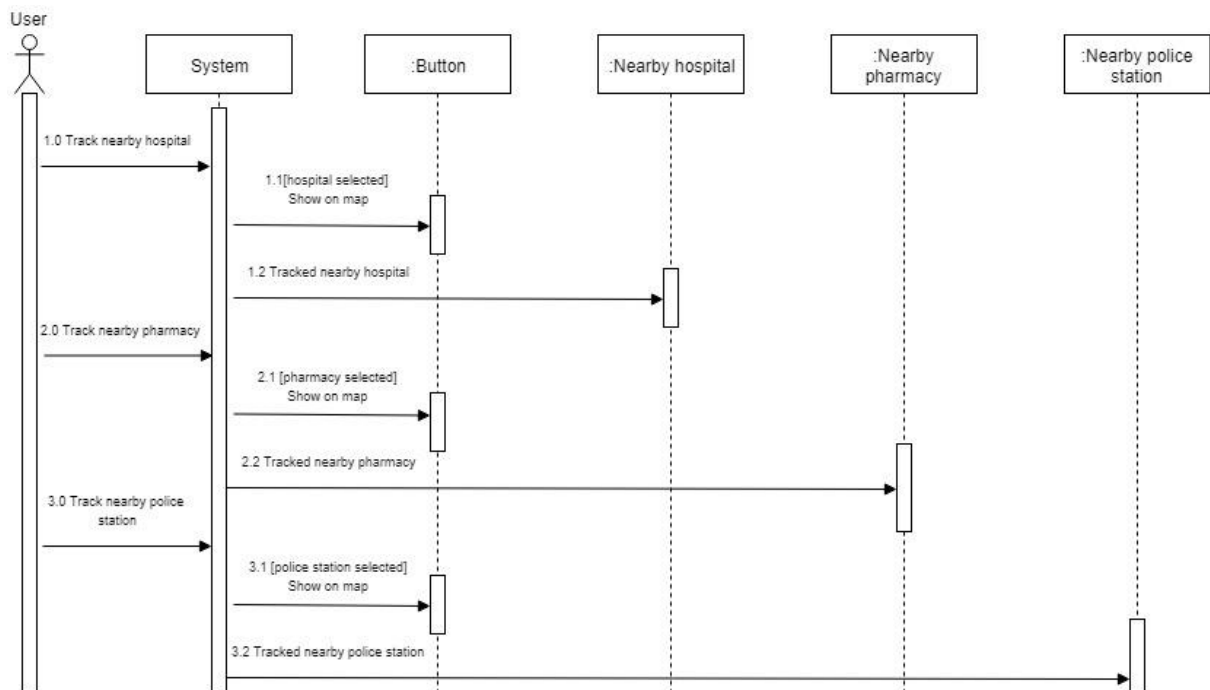 User
System
:Button
:Nearby hospital
:Nearby
pharmacy
:Nearby police
station
1.0 Track nearby hospital
1.1[hospital selected]
Show on map
1.2 Tracked nearby hospital
2.0 Track nearby pharmacy
2.1 [pharmacy selected]
Show on map
2.2 Tracked nearby pharmacy
3.0 Track nearby police
station
3.1 [police station selected]
Show on map
3.2 Tracked nearby police station